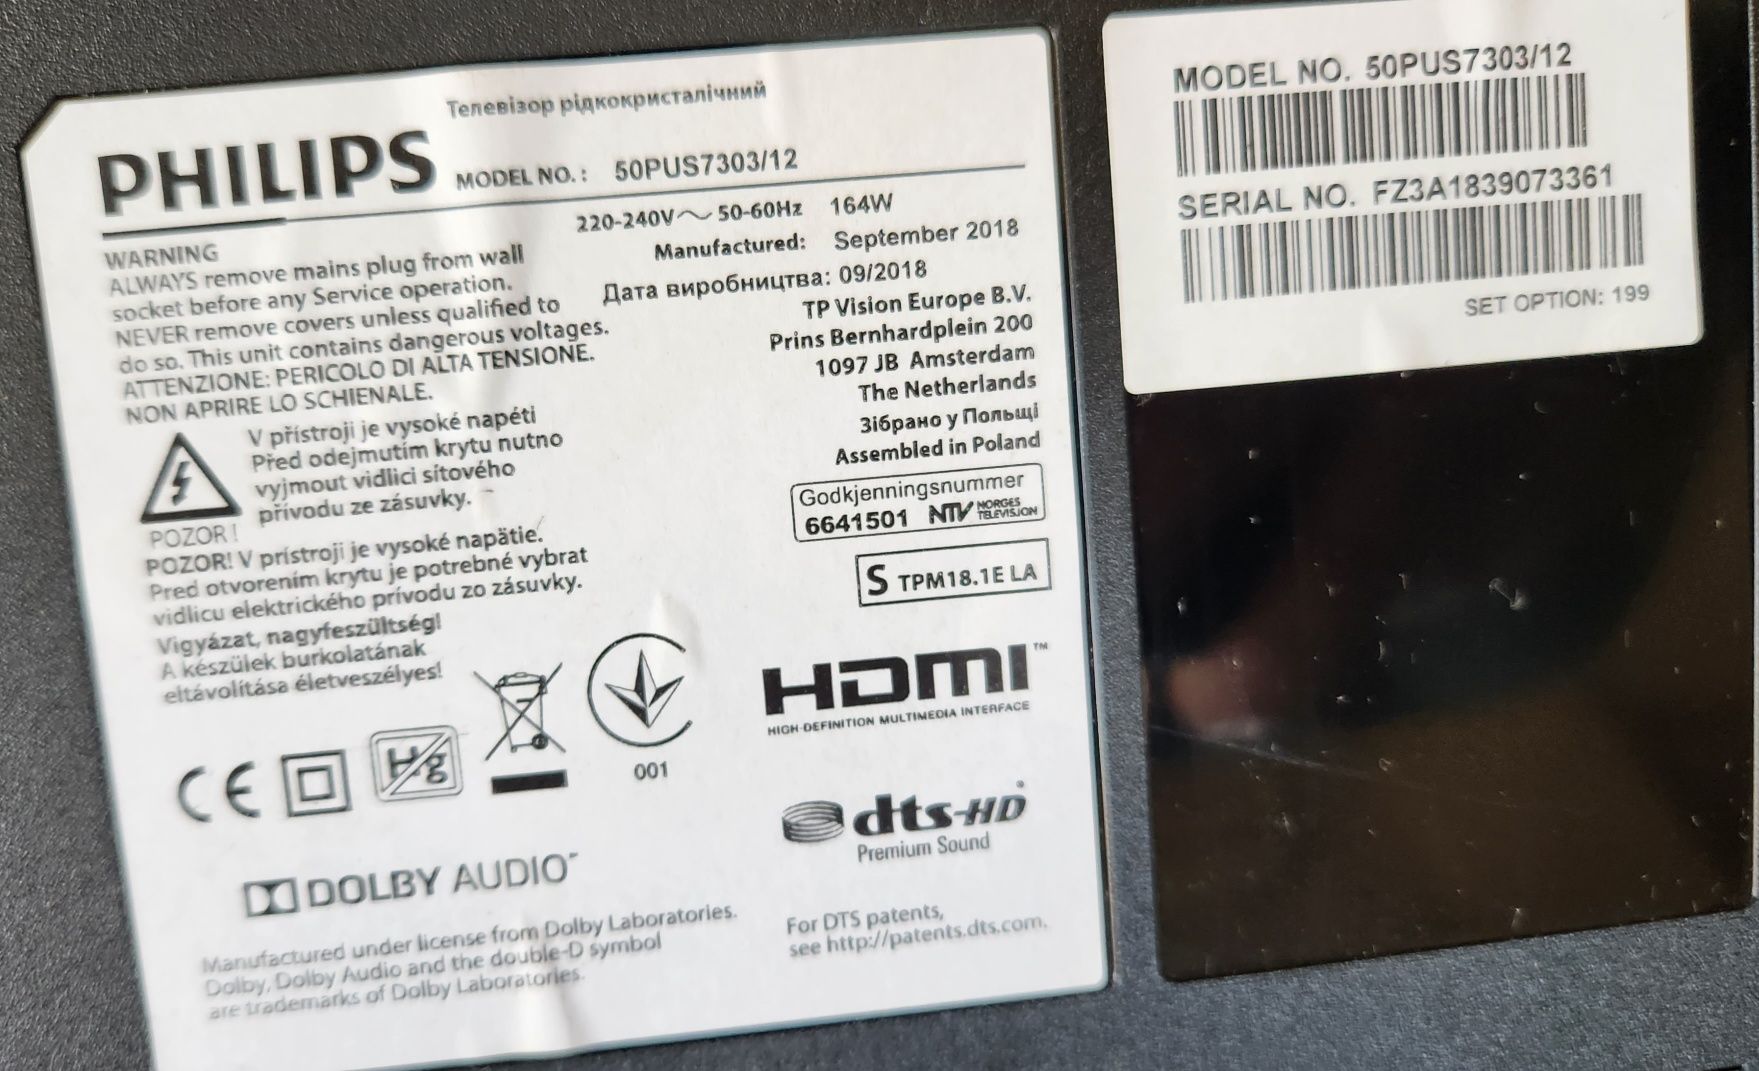 Телевізор рідкокристалічний
PHILIPS MODEL NO.: 50PUS7303/12
220-240V～ 50-60Hz 164W
Manufactured: September 2018
Дата виробництва: 09/2018
TP Vision Europe B.V.
Prins Bernhardplein 200
1097 JB Amsterdam
The Netherlands
Зібрано у Польщі
Assembled in Poland
WARNING
ALWAYS remove mains plug from wall
socket before any Service operation.
NEVER remove covers unless qualified to
do so. This unit contains dangerous voltages.
ATTENZIONE: PERICOLO DI ALTA TENSIONE.
NON APRIRE LO SCHIENALE.
V přístroji je vysoké napéti
Před odejmutím krytu nutno
vyjmout vidlici sítového
přívodu ze zásuvky.
POZOR!
POZOR! V prístroji je vysoké napätie.
Pred otvorením krytu je potrebné vybrat
vidlicu elektrického prívodu zo zásuvky.
Vigyázat, nagyfeszültség!
A készülek burkolatának
eltávolítása életveszélyes!
Godkjenningsnummer
6641501 NTV NORGES
TELEVISJON
S TPM18.1E LA
CE
Hg
001
HDMI™
HIGH-DEFINITION MULTIMEDIA INTERFACE
dts-HD
Premium Sound
DOLBY AUDIO™
Manufactured under license from Dolby Laboratories.
Dolby, Dolby Audio and the double-D symbol
are trademarks of Dolby Laboratories.
For DTS patents,
see http://patents.dts.com.
MODEL NO. 50PUS7303/12
SERIAL NO. FZ3A1839073361
SET OPTION: 199